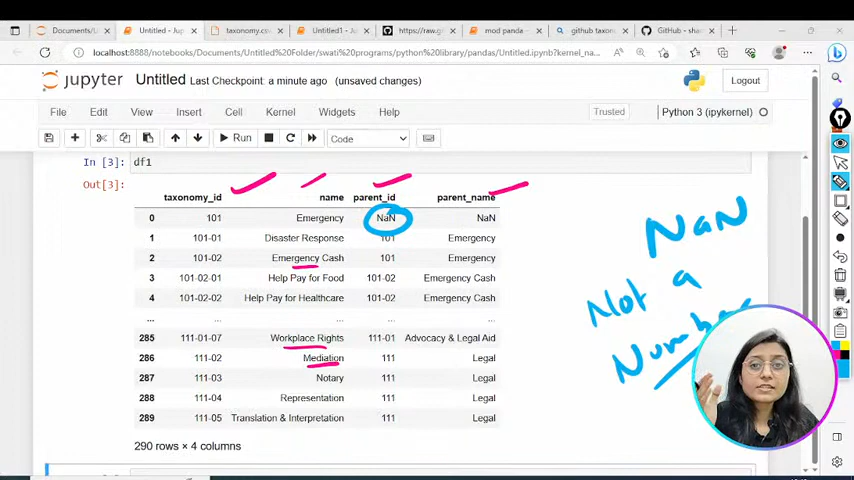 Documents/
Untitled - Jup
taxonomy.cs
Untitled1 - Jup
https://raw.g
mod panda -
github taxon
GitHub - sha
localhost:8888/notebooks/Documents/Untitled%20Folder/swati%20programs/python%20library/pandas/Untitled.ipynb?kernel_na...
jupyter Untitled Last Checkpoint: a minute ago (unsaved changes)
Logout
File Edit View Insert Cell Kernel Widgets Help
Trusted
Python 3 (ipykernel)
Run
Code
In [3]: df1
Out[3]:
taxonomy_id name parent_id parent_name
0 101 Emergency NaN NaN
1 101-01 Disaster Response 101 Emergency
2 101-02 Emergency Cash 101 Emergency
3 101-02-01 Help Pay for Food 101-02 Emergency Cash
4 101-02-02 Help Pay for Healthcare 101-02 Emergency Cash
... ... ... ... ...
285 111-01-07 Workplace Rights 111-01 Advocacy & Legal Aid
286 111-02 Mediation 111 Legal
287 111-03 Notary 111 Legal
288 111-04 Representation 111 Legal
289 111-05 Translation & Interpretation 111 Legal
290 rows × 4 columns
NaN
Not a
Number